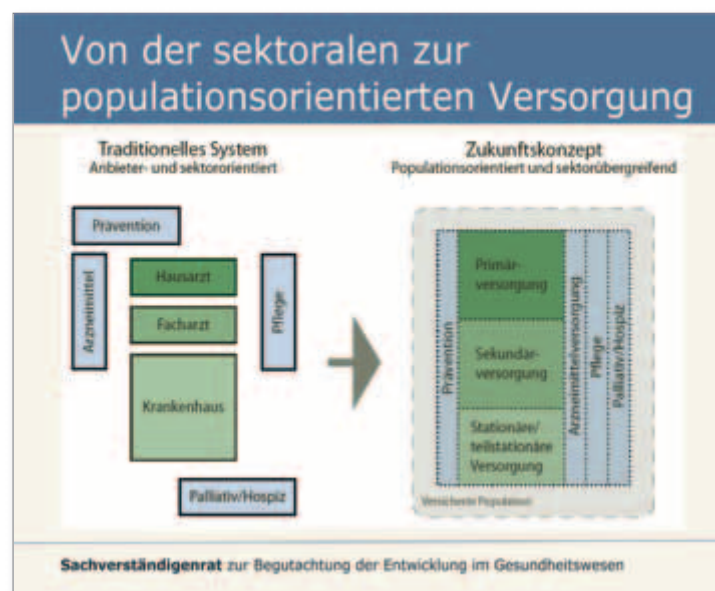 Von der sektoralen zur
populationsorientierten Versorgung
Traditionelles System
Anbieter- und sektororientiert
Prävention
Arzneimittel
Hausarzt
Facharzt
Krankenhaus
Pflege
Palliativ/Hospiz
Zukunftskonzept
Populationsorientiert und sektorübergreifend
Prävention
Primär-
versorgung
Sekundär-
versorgung
Stationäre/
teilstationäre
Versorgung
Arzneimittelversorgung
Pflege
Palliativ/Hospiz
Versicherte Population
Sachverständigenrat zur Begutachtung der Entwicklung im Gesundheitswesen